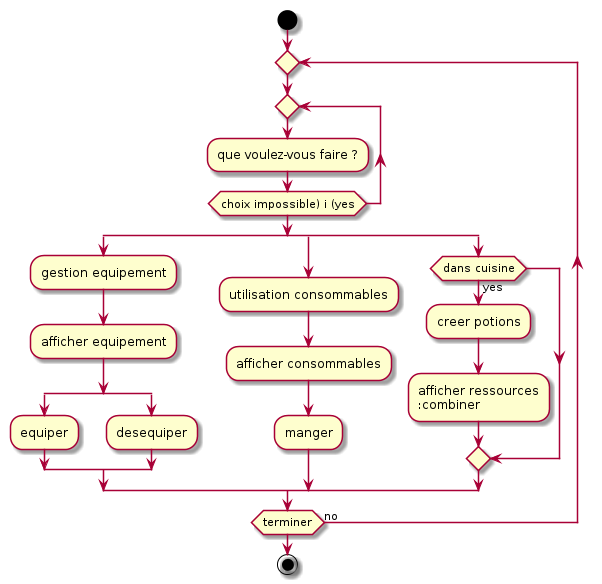 que voulez-vous faire ?
choix impossible) i (yes
gestion equipement
afficher equipement
equiper
desequiper
utilisation consommables
afficher consommables
manger
dans cuisine
yes
creer potions
afficher ressources
:combiner
terminer
no